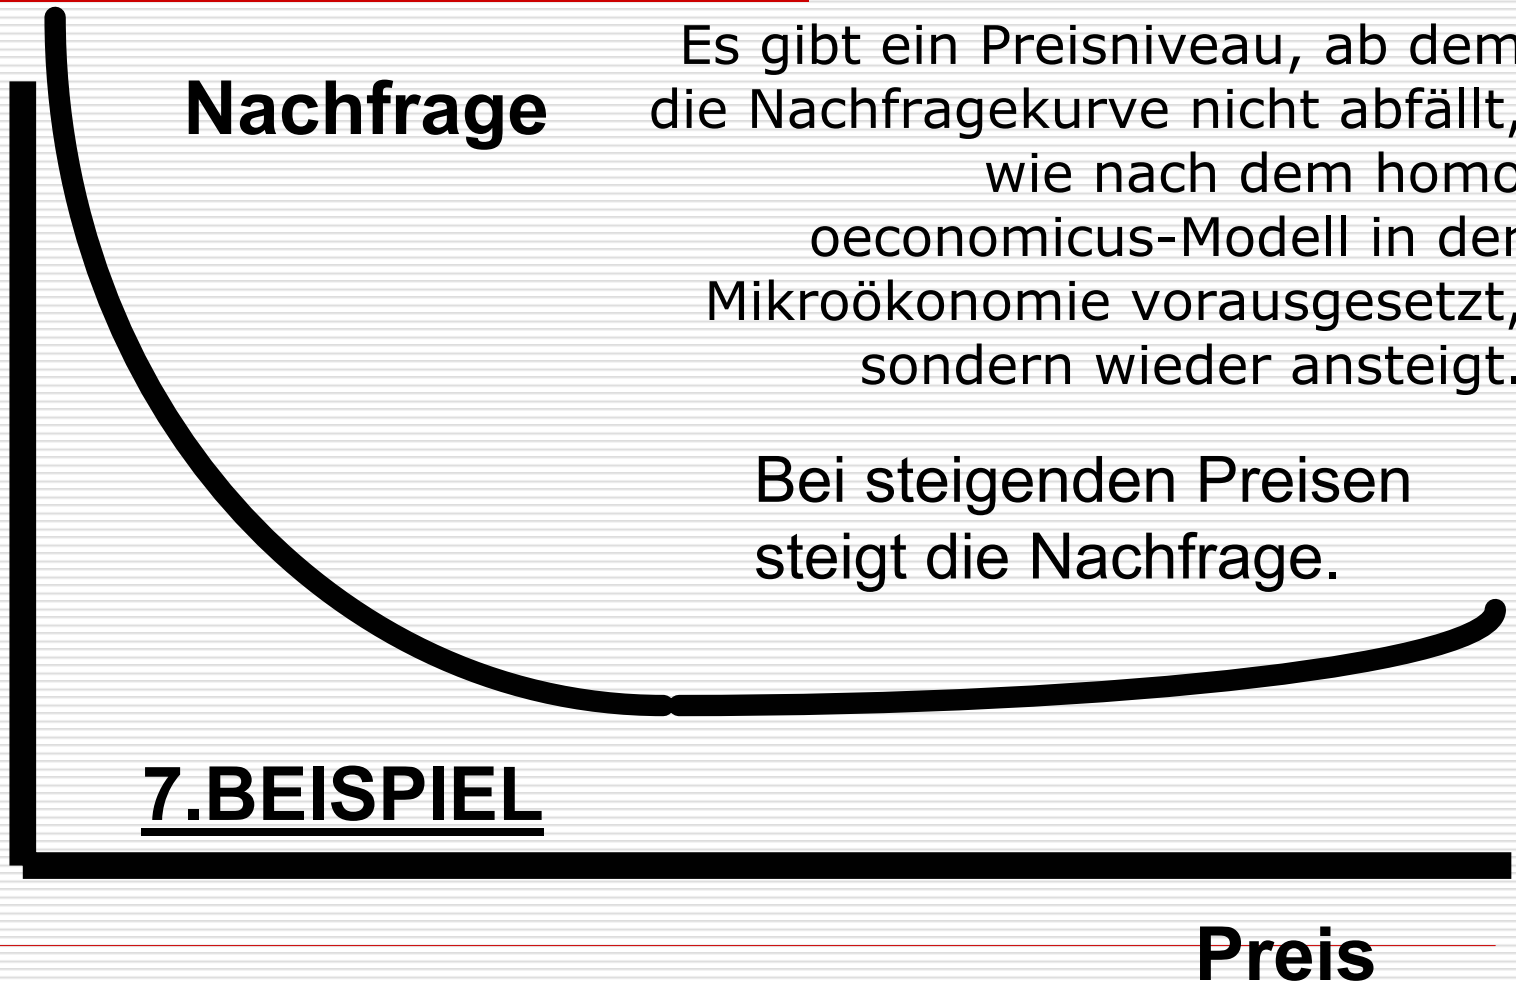 Es gibt ein Preisniveau, ab dem
Nachfrage
die Nachfragekurve nicht abfällt,
wie nach dem homo
oeconomicus-Modell in der
Mikroökonomie vorausgesetzt,
sondern wieder ansteigt.
Bei steigenden Preisen
steigt die Nachfrage.
7.BEISPIEL
Preis